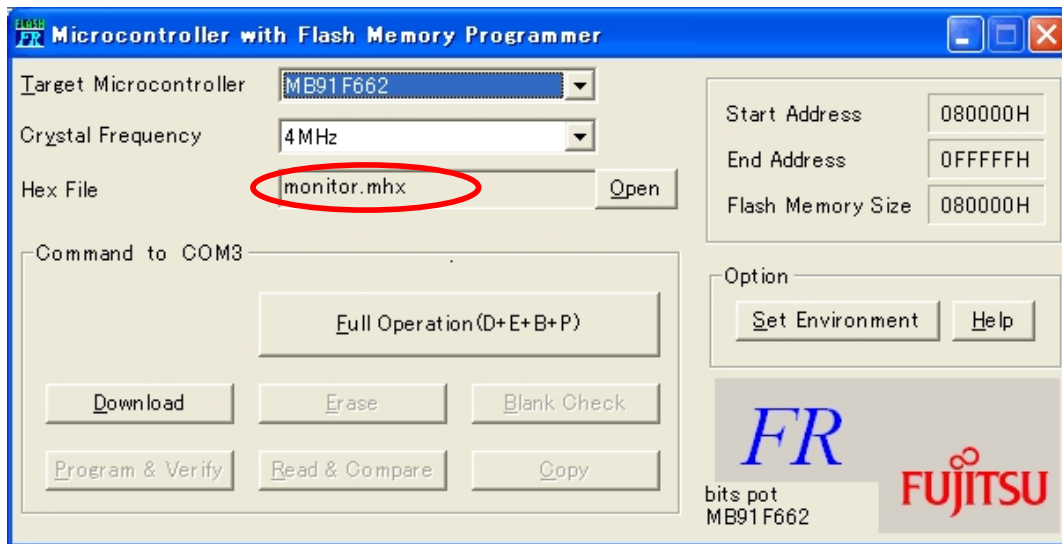 FLASH
FR Microcontroller with Flash Memory Programmer
Target Microcontroller MB91F662
Crystal Frequency 4MHz
Hex File monitor.mhx Open
Start Address 080000H
End Address 0FFFFFH
Flash Memory Size 080000H
Command to COM3
Full Operation(D+E+B+P)
Download Erase Blank Check
Program & Verify Read & Compare Copy
Option
Set Environment Help
FR
bits pot
MB91F662
FUJITSU